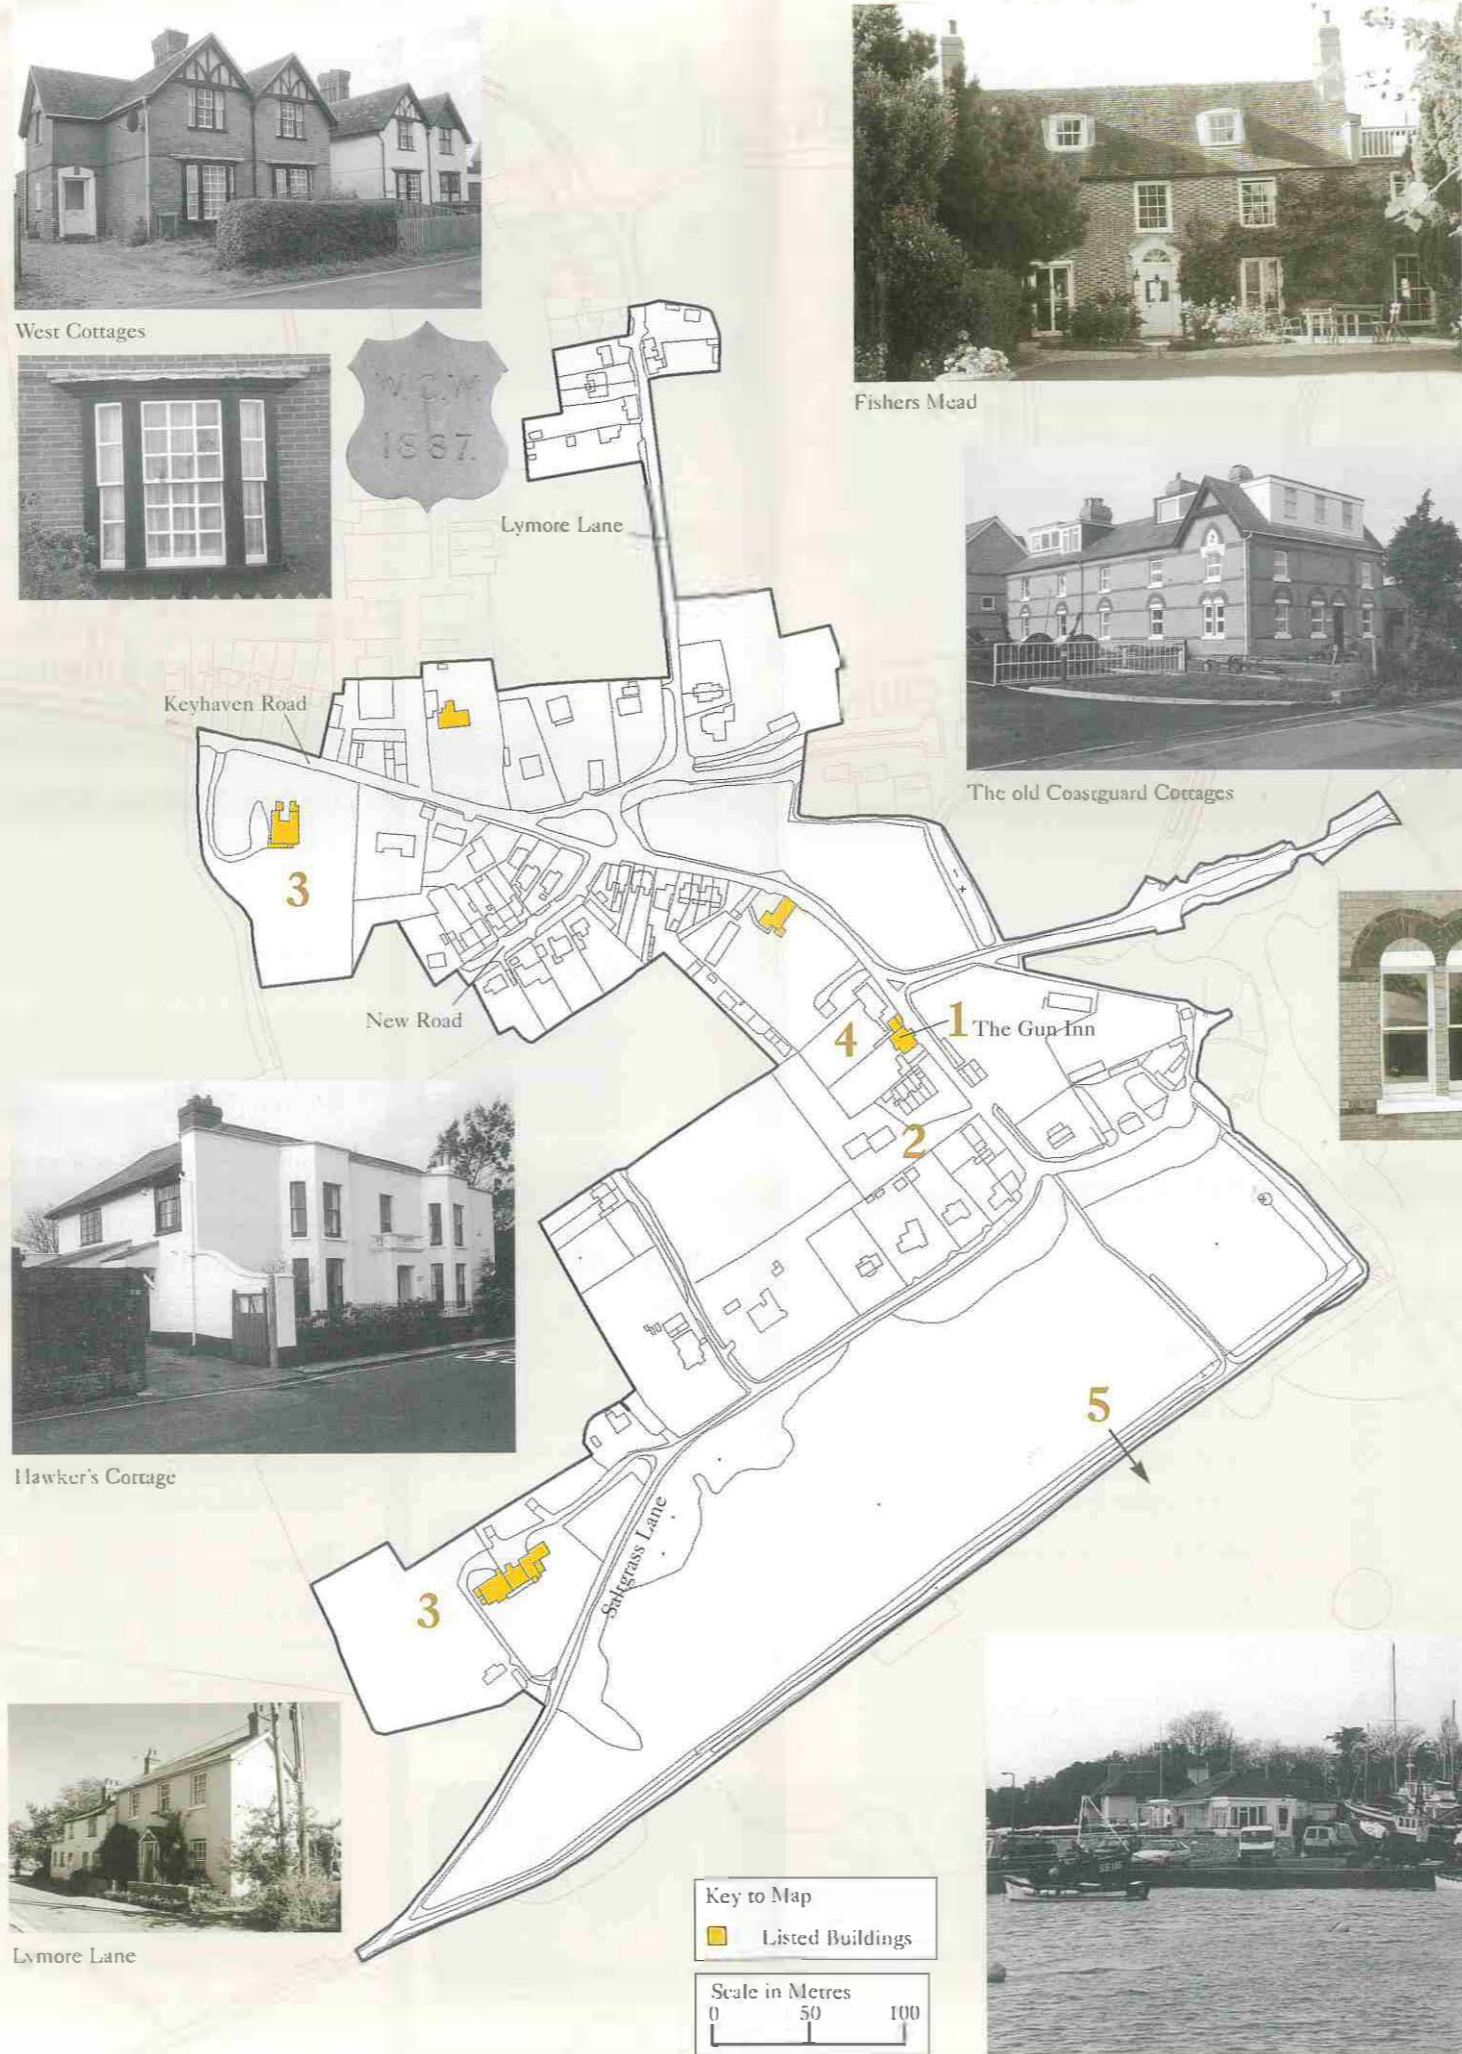 West Cottages
W.C.W.
1887.
Fishers Mead
Lymore Lane
The old Coastguard Cottages
Keyhaven Road
3
New Road
1
The Gun Inn
4
2
Hawker's Cottage
5
Saltgrass Lane
3
Lymore Lane
Key to Map
Listed Buildings
Scale in Metres
0 50 100